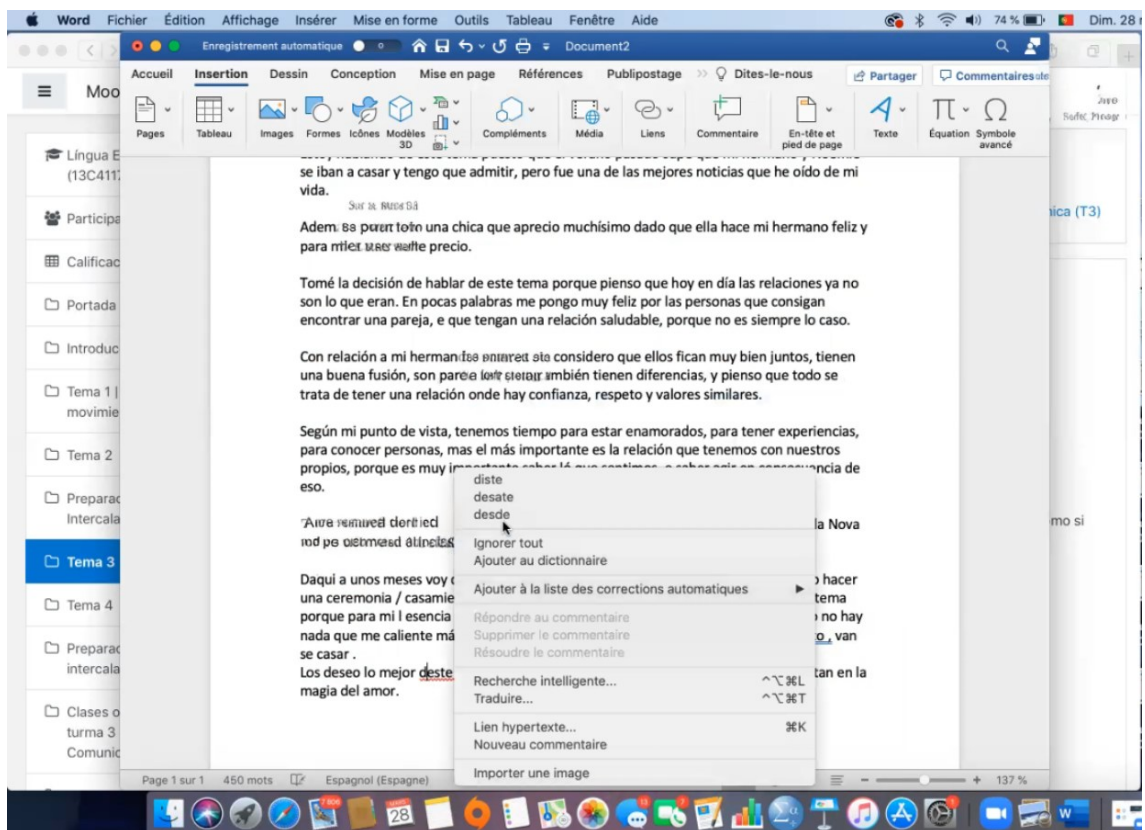 Word Fichier Édition Affichage Insérer Mise en forme Outils Tableau Fenêtre Aide 74 % Dim. 28
Enregistrement automatique Document2
Accueil Insertion Dessin Conception Mise en page Références Publipostage Dites-le-nous Partager Commentaires
Pages Tableau Images Formes Icônes Modèles 3D Compléments Média Liens Commentaire En-tête et pied de page Texte Équation Symbole avancé
Moo
Língua E
(13C4117
Participa
Calificac
Portada
Introduc
Tema 1 |
movimie
Tema 2
Preparac
Intercala
Tema 3
Tema 4
Preparac
intercala
Clases o
turma 3
Comunic
se iban a casar y tengo que admitir, pero fue una de las mejores noticias que he oído de mi
vida.
una chica que aprecio muchísimo dado que ella hace mi hermano feliz y
para precio.
Tomé la decisión de hablar de este tema porque pienso que hoy en día las relaciones ya no
son lo que eran. En pocas palabras me pongo muy feliz por las personas que consigan
encontrar una pareja, e que tengan una relación saludable, porque no es siempre lo caso.
Con relación a mi considero que ellos fican muy bien juntos, tienen
una buena fusión, son tienen diferencias, y pienso que todo se
trata de tener una relación onde hay confianza, respeto y valores similares.
Según mi punto de vista, tenemos tiempo para estar enamorados, para tener experiencias,
para conocer personas, mas el más importante es la relación que tenemos con nuestros
propios, porque es muy de
eso.
la Nova
Daqui a unos meses voy hacer
una ceremonia / casamie tema
porque para mi l esencia no hay
nada que me caliente má , van
se casar .
Los deseo lo mejor deste tan en la
magia del amor.
diste
desate
desde
Ignorer tout
Ajouter au dictionnaire
Ajouter à la liste des corrections automatiques
Répondre au commentaire
Supprimer le commentaire
Résoudre le commentaire
Recherche intelligente... ^⌥⌘L
Traduire... ^⌥⌘T
Lien hypertexte... ⌘K
Nouveau commentaire
Importer une image
ica (T3)
mo si
Page 1 sur 1 450 mots Espagnol (Espagne) 137 %
28